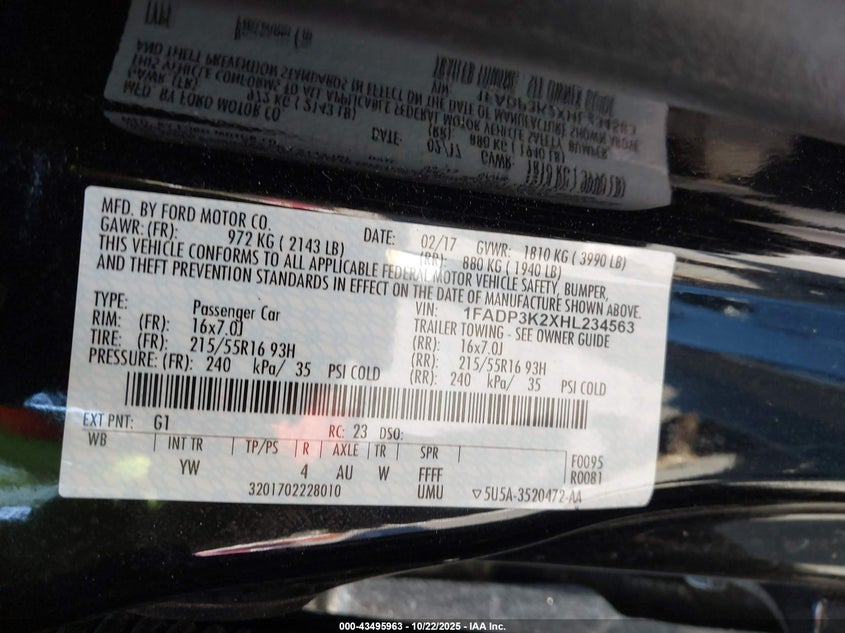 MFD. BY FORD MOTOR CO.
DATE: 02/17 GVWR: 1810 KG ( 3990 LB)
GAWR: (FR): 972 KG ( 2143 LB) (RR): 880 KG ( 1940 LB)
THIS VEHICLE CONFORMS TO ALL APPLICABLE FEDERAL MOTOR VEHICLE SAFETY, BUMPER,
AND THEFT PREVENTION STANDARDS IN EFFECT ON THE DATE OF MANUFACTURE SHOWN ABOVE.
VIN: 1FADP3K2XHL234563
TYPE: Passenger Car TRAILER TOWING - SEE OWNER GUIDE
RIM: (FR): 16x7.0J (RR): 16x7.0J
TIRE: (FR): 215/55R16 93H (RR): 215/55R16 93H
PRESSURE: (FR): 240 kPa/ 35 PSI COLD (RR): 240 kPa/ 35 PSI COLD
EXT PNT: G1 RC: 23 DSO:
WB INT TR TP/PS R AXLE TR SPR
YW 4 AU W FFFF
F0095
R0081
3201702228010 UMU ▽5U5A-3520472-AA
000-43495963 - 10/22/2025 - IAA Inc.